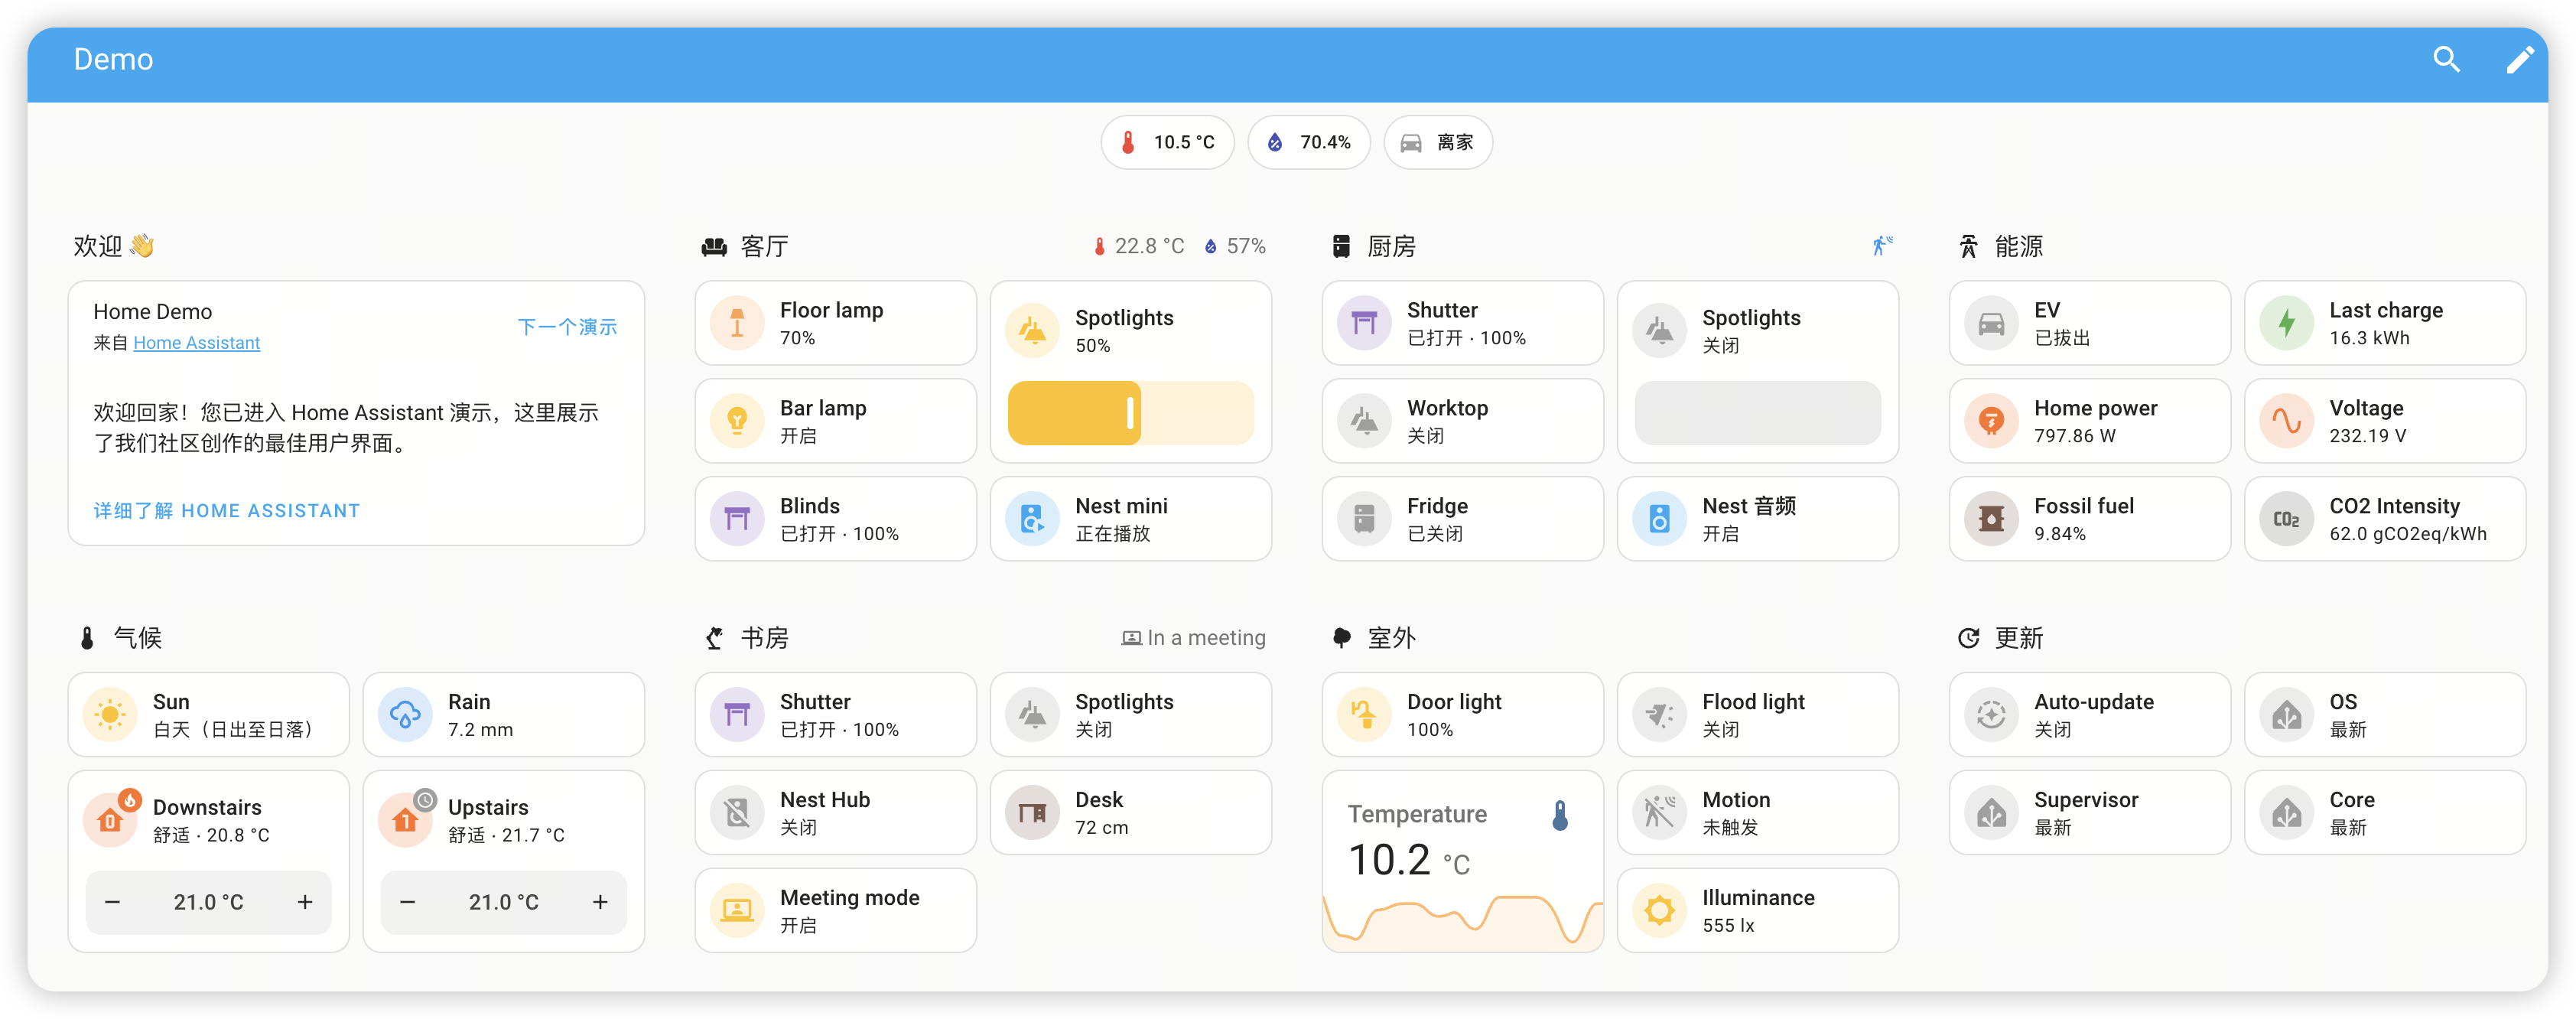 Demo
10.5 °C
70.4%
离家
欢迎 👋
Home Demo
来自 Home Assistant
下一个演示
欢迎回家！您已进入 Home Assistant 演示，这里展示
了我们社区创作的最佳用户界面。
详细了解 HOME ASSISTANT
客厅
22.8 °C
57%
Floor lamp
70%
Spotlights
50%
Bar lamp
开启
Blinds
已打开 · 100%
Nest mini
正在播放
厨房
Shutter
已打开 · 100%
Spotlights
关闭
Worktop
关闭
Fridge
已关闭
Nest 音频
开启
能源
EV
已拔出
Last charge
16.3 kWh
Home power
797.86 W
Voltage
232.19 V
Fossil fuel
9.84%
CO2
CO2 Intensity
62.0 gCO2eq/kWh
气候
Sun
白天（日出至日落）
Rain
7.2 mm
0
Downstairs
舒适 · 20.8 °C
− 21.0 °C +
1
Upstairs
舒适 · 21.7 °C
− 21.0 °C +
书房
In a meeting
Shutter
已打开 · 100%
Spotlights
关闭
Nest Hub
关闭
Desk
72 cm
Meeting mode
开启
室外
Door light
100%
Flood light
关闭
Temperature
10.2 °C
Motion
未触发
Illuminance
555 lx
更新
Auto-update
关闭
OS
最新
Supervisor
最新
Core
最新